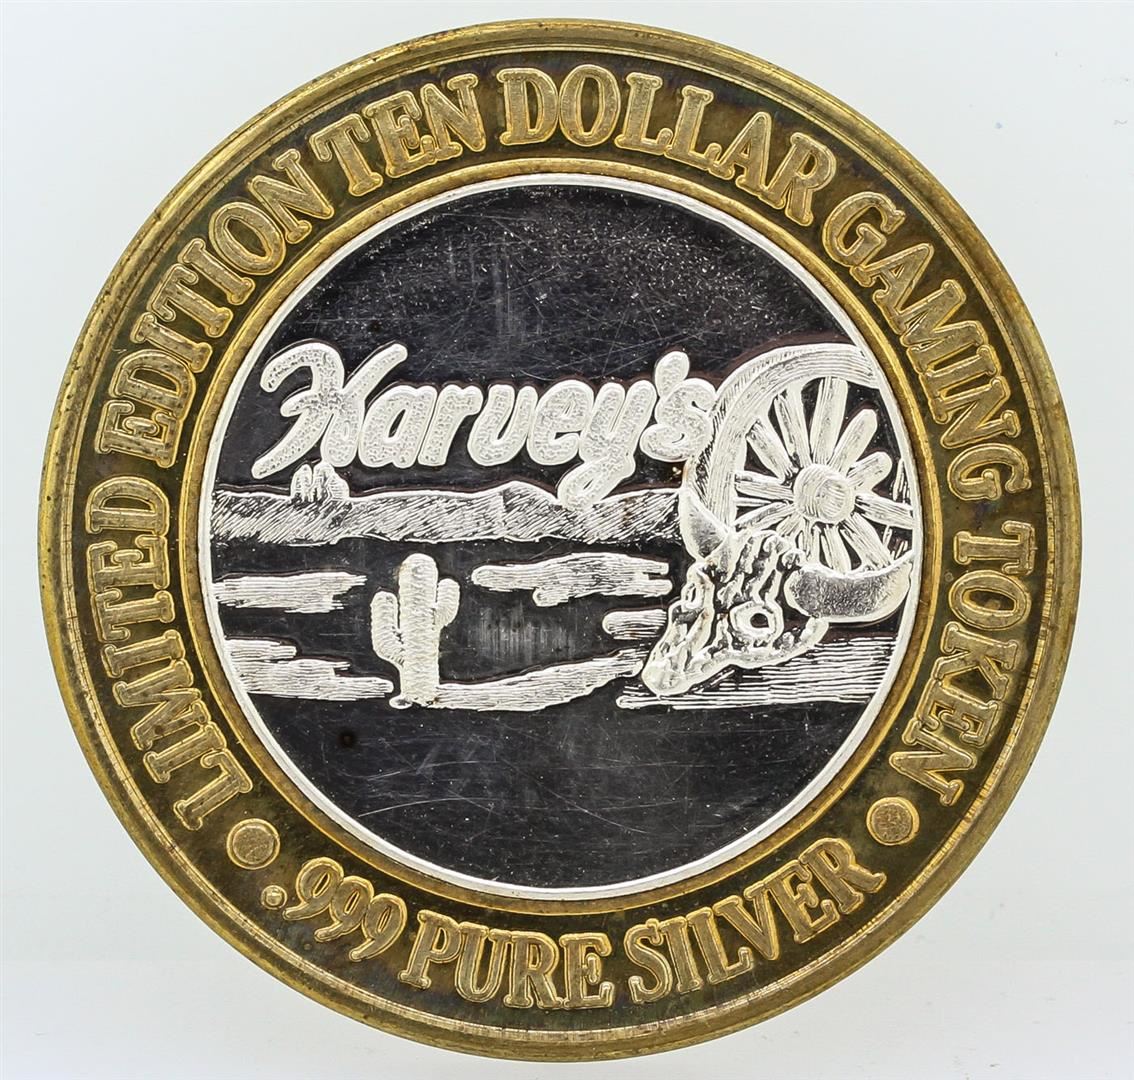 LIMITED EDITION TEN DOLLAR GAMING TOKEN
Harvey's
.999 PURE SILVER